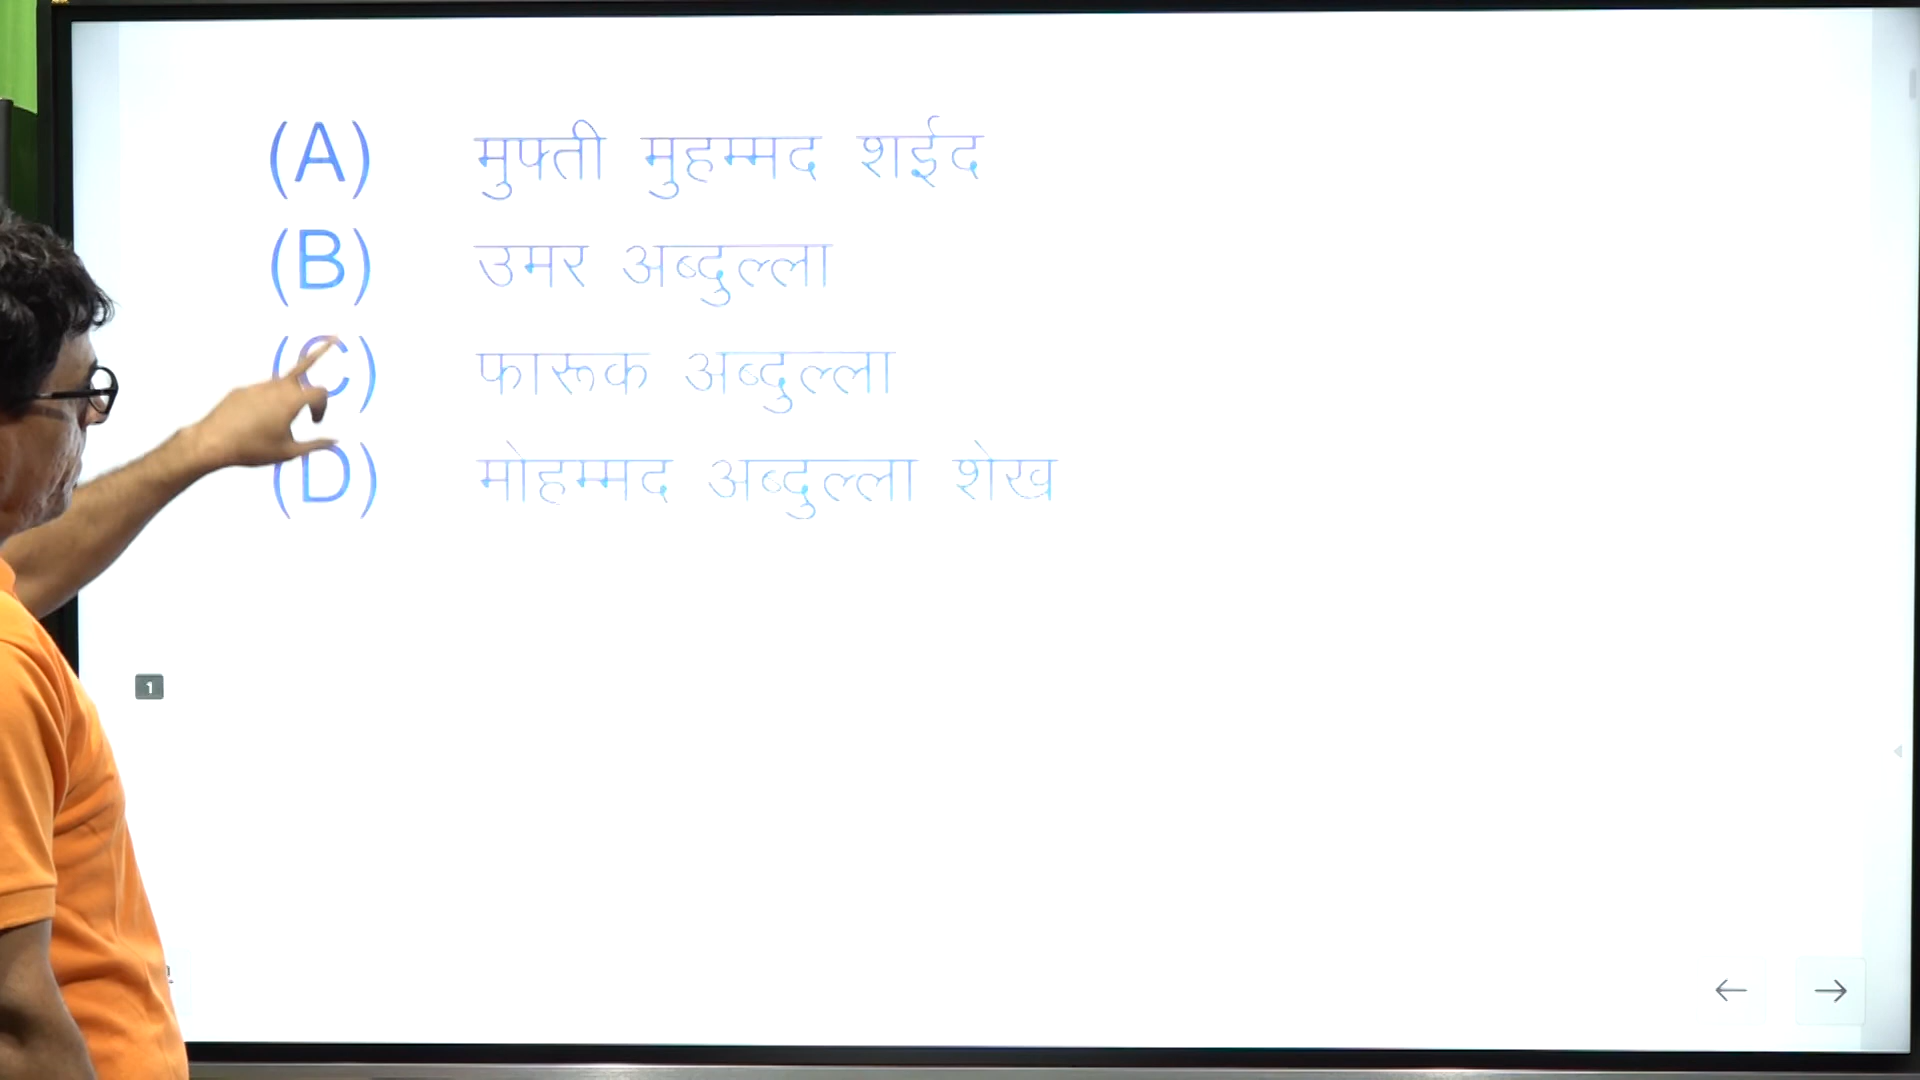 (A) मुफ्ती मुहम्मद शईद
(B) उमर अब्दुल्ला
(C) फारूक अब्दुल्ला
(D) मोहम्मद अब्दुल्ला शेख
1